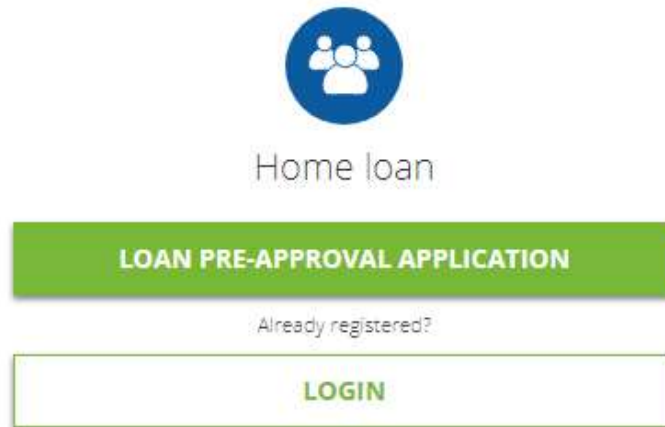 Home loan
LOAN PRE-APPROVAL APPLICATION
Already registered?
LOGIN